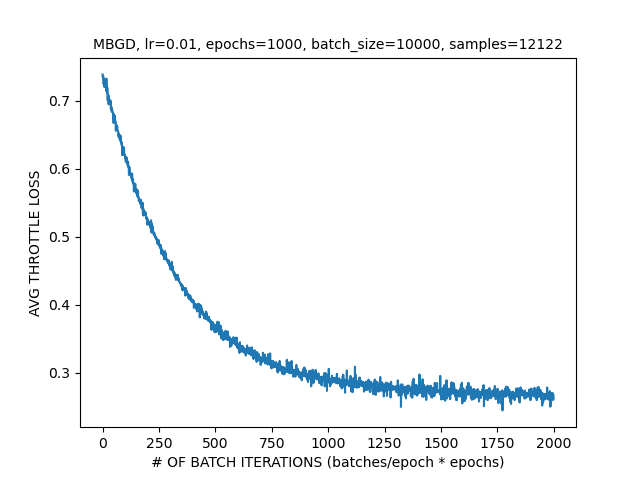 MBGD, lr=0.01, epochs=1000, batch_size=10000, samples=12122
AVG THROTTLE LOSS
0.7
0.6
0.5
0.4
0.3
0 250 500 750 1000 1250 1500 1750 2000
# OF BATCH ITERATIONS (batches/epoch * epochs)